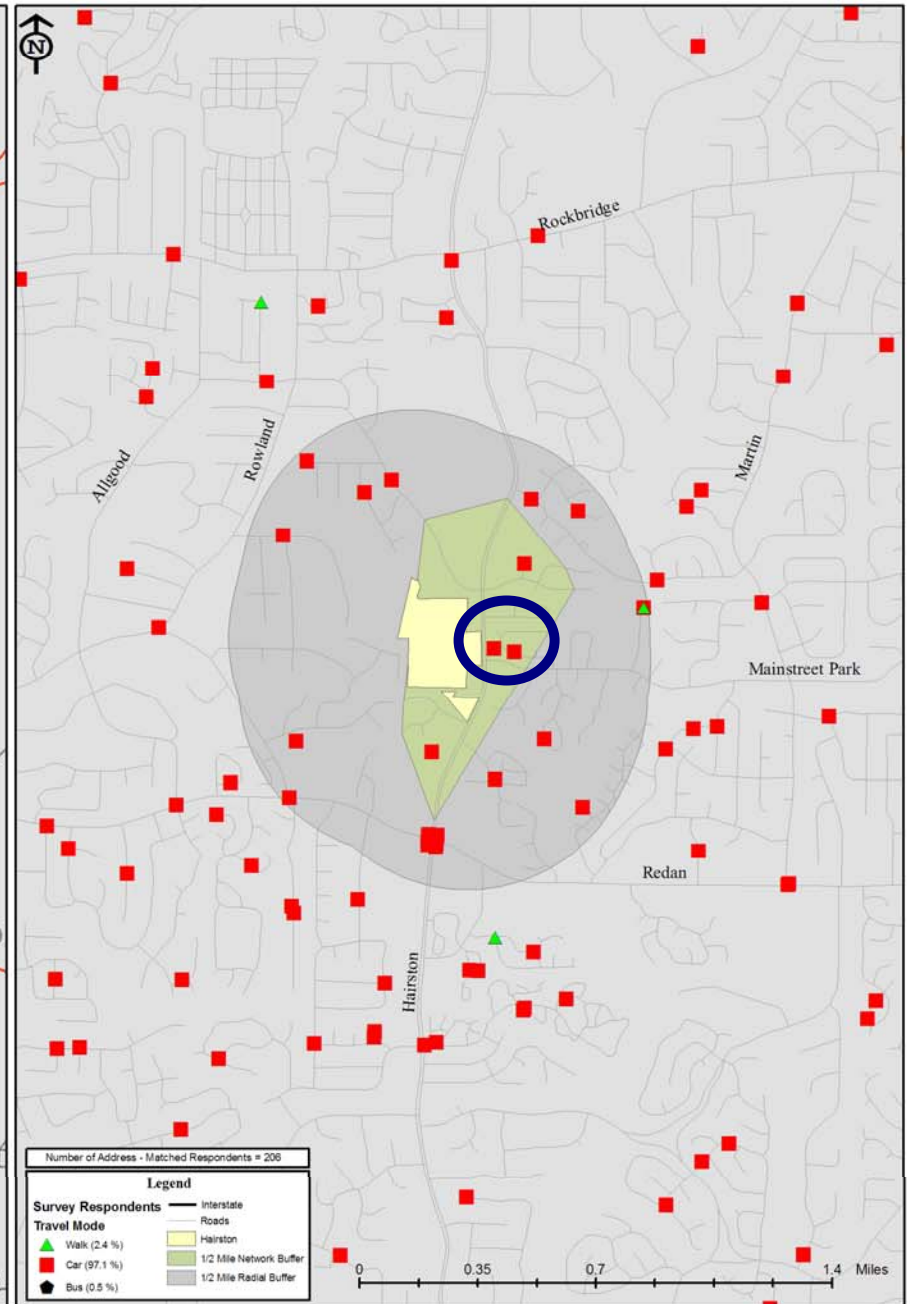 N
Rockbridge
Allgood
Rowland
Martin
Mainstreet Park
Redan
Hairston
Number of Address - Matched Respondents = 206
Legend
Survey Respondents
Travel Mode
Walk (2.4 %)
Car (97.1 %)
Bus (0.5 %)
Interstate
Roads
Hairston
1/2 Mile Network Buffer
1/2 Mile Radial Buffer
0 0.35 0.7 1.4 Miles